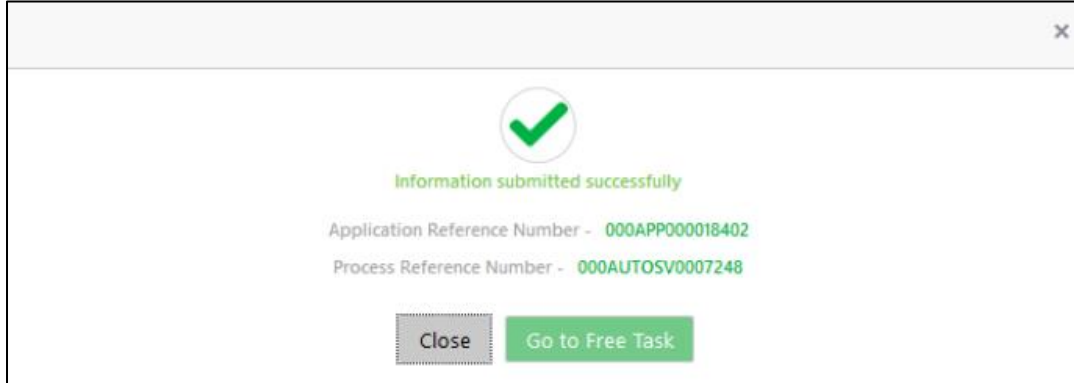 Information submitted successfully
Application Reference Number - 000APP000018402
Process Reference Number - 000AUTOSV0007248
Close Go to Free Task